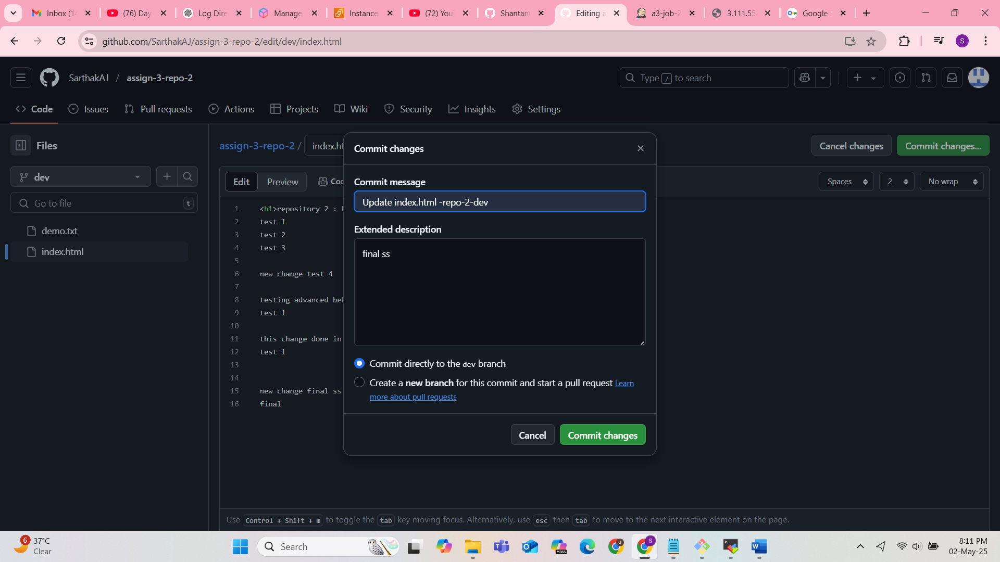 Inbox (1
(76) Day
Log Dire
Manage
Instance
(72) You
Shantan
Editing a
a3-job-2
3.111.55
Google
github.com/SarthakAJ/assign-3-repo-2/edit/dev/index.html
S
SarthakAJ / assign-3-repo-2
Type / to search
Code
Issues
Pull requests
Actions
Projects
Wiki
Security
Insights
Settings
Files
assign-3-repo-2 / index.ht
Cancel changes
Commit changes...
dev
Go to file
t
demo.txt
index.html
Edit
Preview
Spaces
2
No wrap
1 <h1>repository 2 :
2 test 1
3 test 2
4 test 3
5
6 new change test 4
7
8 testing advanced beh
9 test 1
10
11 this change done in
12 test 1
13
14
15 new change final ss
16 final
Commit changes
Commit message
Update index.html -repo-2-dev
Extended description
final ss
Commit directly to the dev branch
Create a new branch for this commit and start a pull request Learn
more about pull requests
Cancel
Commit changes
Use Control + Shift + m to toggle the tab key moving focus. Alternatively, use esc then tab to move to the next interactive element on the page.
6
37°C
Clear
Search
M365
J
S
8:11 PM
02-May-25